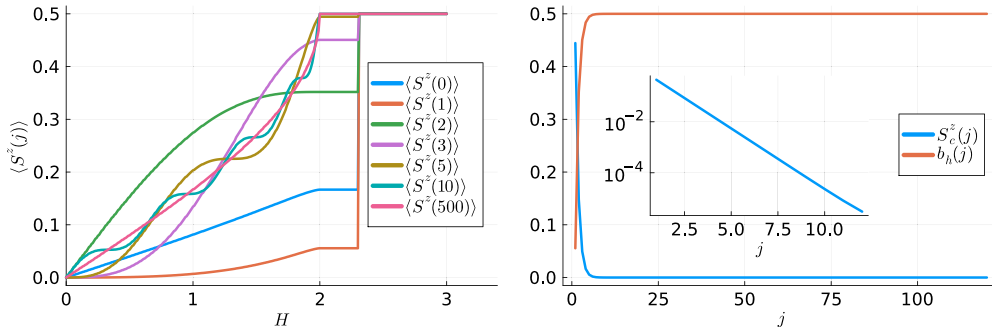 0.5
0.4
0.3
0.2
0.1
0.0
⟨S^z(j)⟩
⟨S^z(0)⟩
⟨S^z(1)⟩
⟨S^z(2)⟩
⟨S^z(3)⟩
⟨S^z(5)⟩
⟨S^z(10)⟩
⟨S^z(500)⟩
0
1
2
3
H
0.5
0.4
0.3
0.2
0.1
0.0
10^{-2}
10^{-4}
2.5
5.0
7.5
10.0
j
S_c^z(j)
b_h(j)
0
25
50
75
100
j